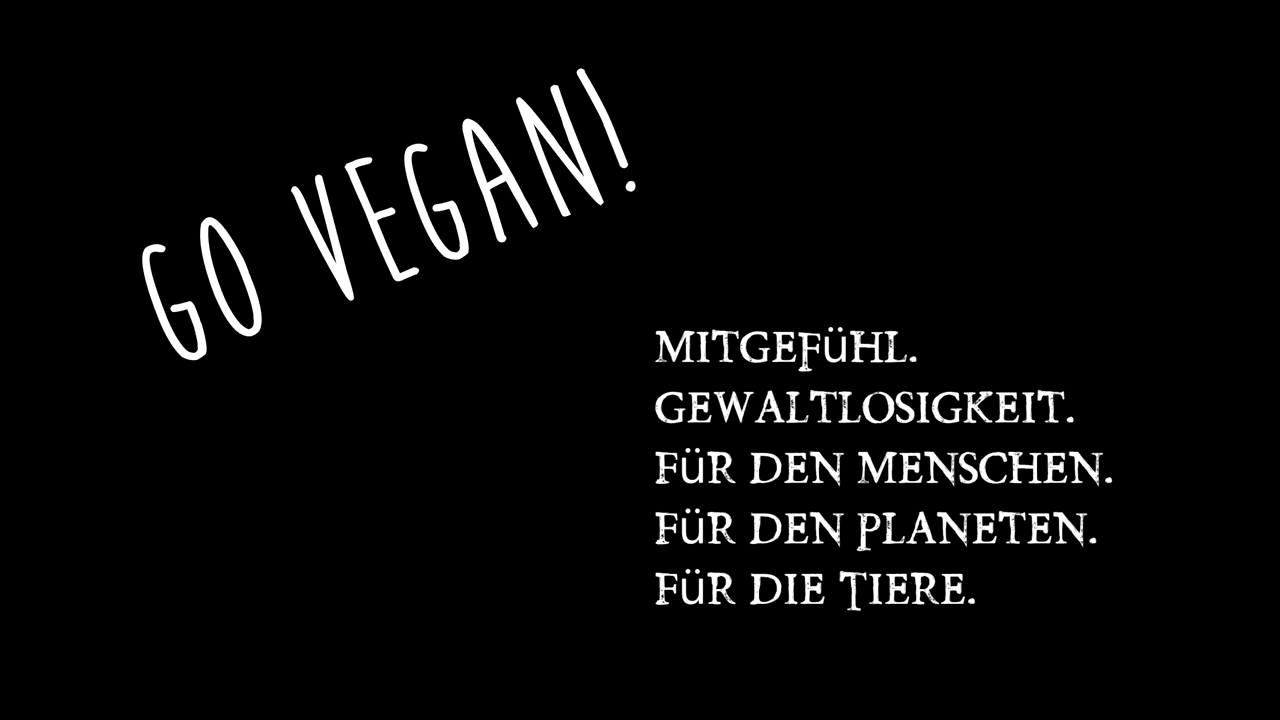 GO VEGAN!
MITGEFÜHL.
GEWALTLOSIGKEIT.
FÜR DEN MENSCHEN.
FÜR DEN PLANETEN.
FÜR DIE TIERE.